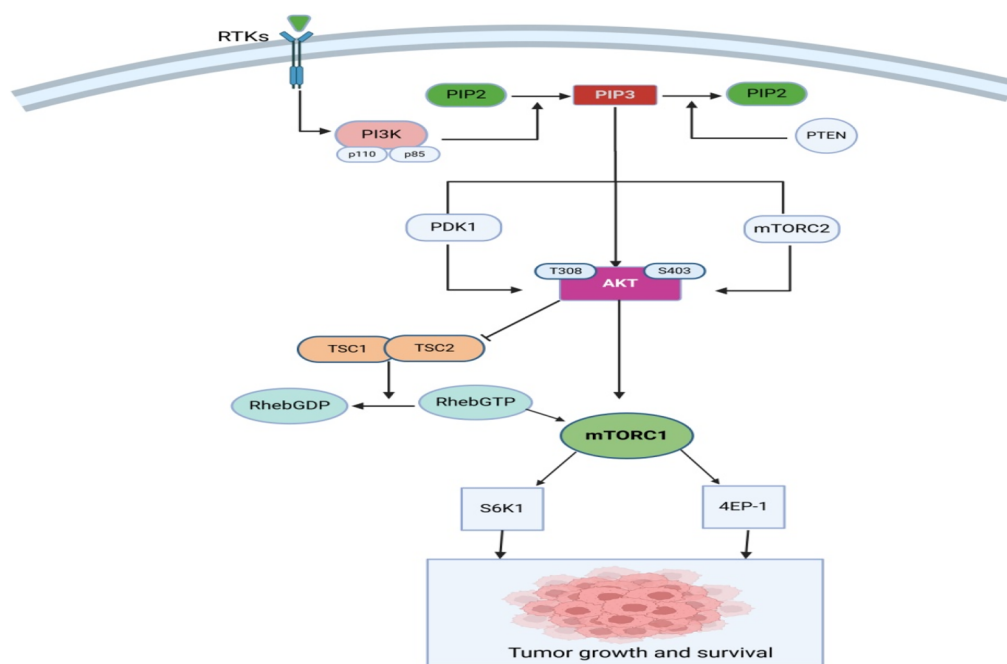 RTKs
PIP2
PIP3
PIP2
PI3K
p110
p85
PTEN
PDK1
mTORC2
T308
S403
AKT
TSC1
TSC2
RhebGDP
RhebGTP
mTORC1
S6K1
4EP-1
Tumor growth and survival